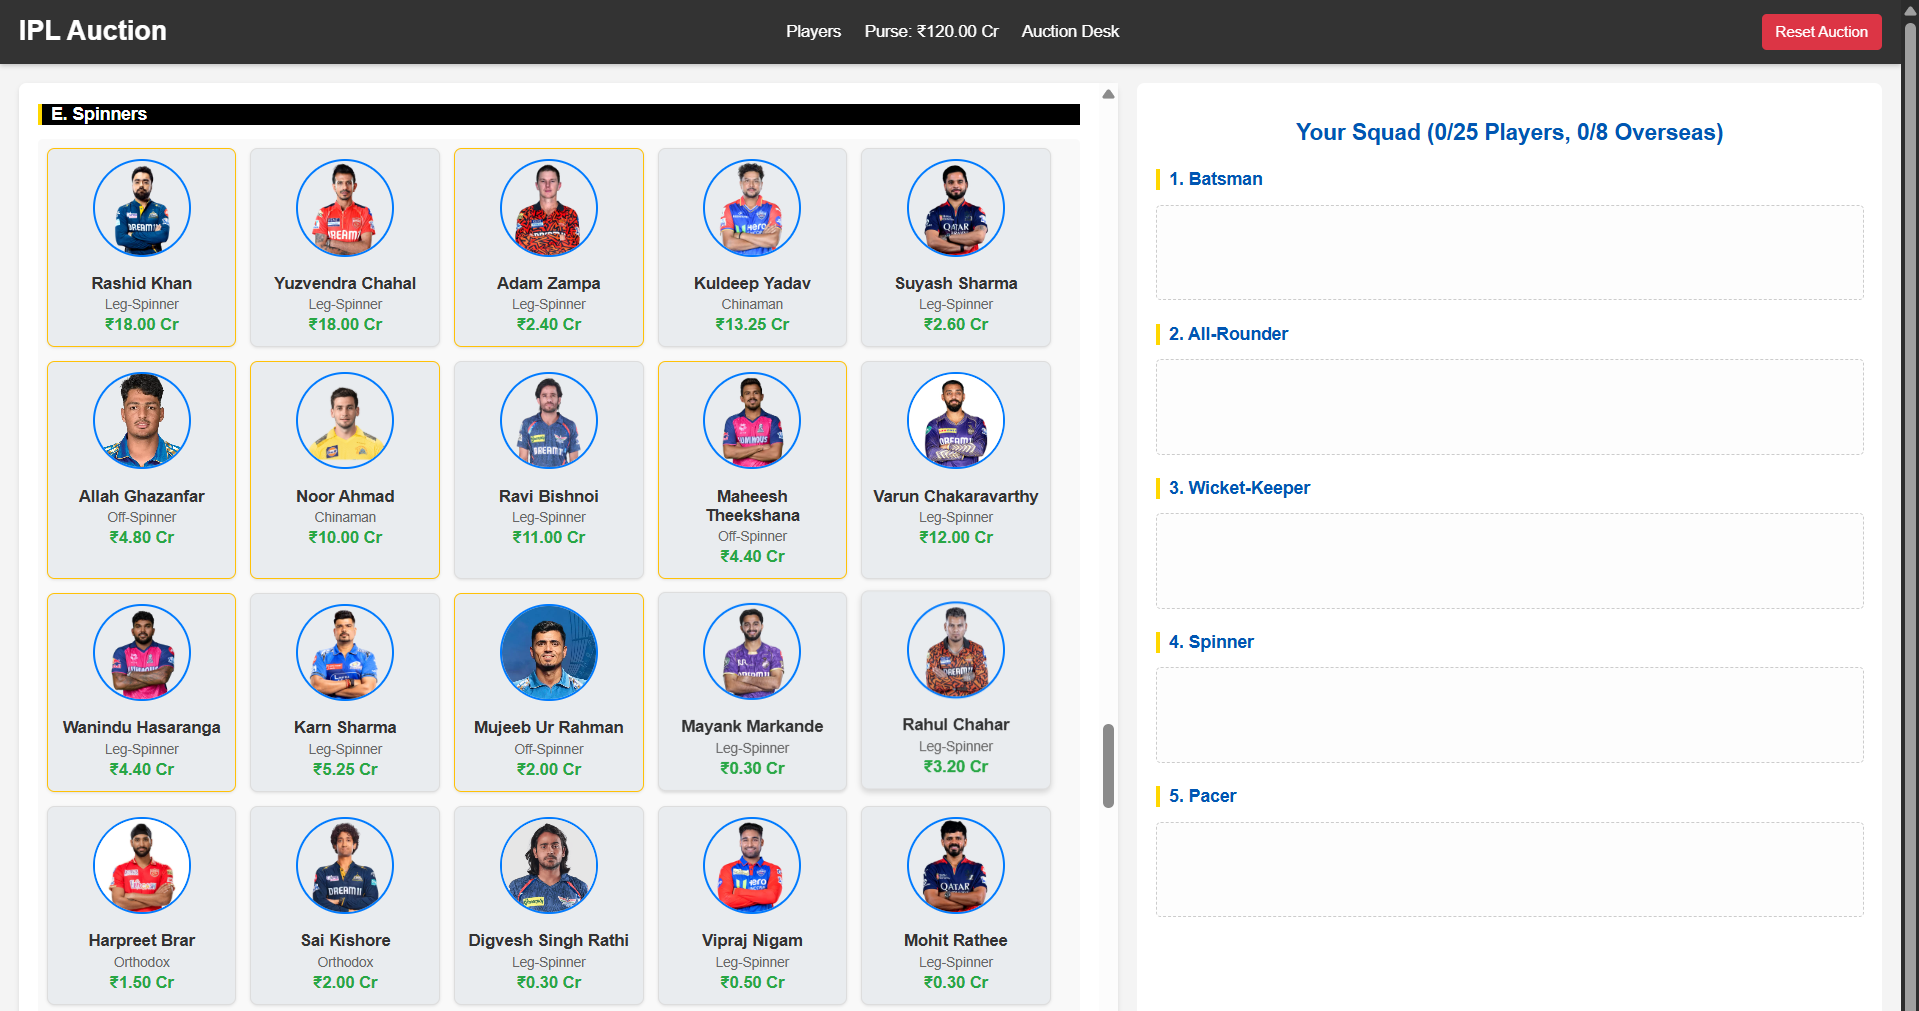 IPL Auction
Players
Purse: ₹120.00 Cr
Auction Desk
Reset Auction
E. Spinners
Rashid Khan
Leg-Spinner
₹18.00 Cr
Yuzvendra Chahal
Leg-Spinner
₹18.00 Cr
Adam Zampa
Leg-Spinner
₹2.40 Cr
Kuldeep Yadav
Chinaman
₹13.25 Cr
Suyash Sharma
Leg-Spinner
₹2.60 Cr
Allah Ghazanfar
Off-Spinner
₹4.80 Cr
Noor Ahmad
Chinaman
₹10.00 Cr
Ravi Bishnoi
Leg-Spinner
₹11.00 Cr
Maheesh
Theekshana
Off-Spinner
₹4.40 Cr
Varun Chakaravarthy
Leg-Spinner
₹12.00 Cr
Wanindu Hasaranga
Leg-Spinner
₹4.40 Cr
Karn Sharma
Leg-Spinner
₹5.25 Cr
Mujeeb Ur Rahman
Off-Spinner
₹2.00 Cr
Mayank Markande
Leg-Spinner
₹0.30 Cr
Rahul Chahar
Leg-Spinner
₹3.20 Cr
Harpreet Brar
Orthodox
₹1.50 Cr
Sai Kishore
Orthodox
₹2.00 Cr
Digvesh Singh Rathi
Leg-Spinner
₹0.30 Cr
Vipraj Nigam
Leg-Spinner
₹0.50 Cr
Mohit Rathee
Leg-Spinner
₹0.30 Cr
Your Squad (0/25 Players, 0/8 Overseas)
1. Batsman
2. All-Rounder
3. Wicket-Keeper
4. Spinner
5. Pacer